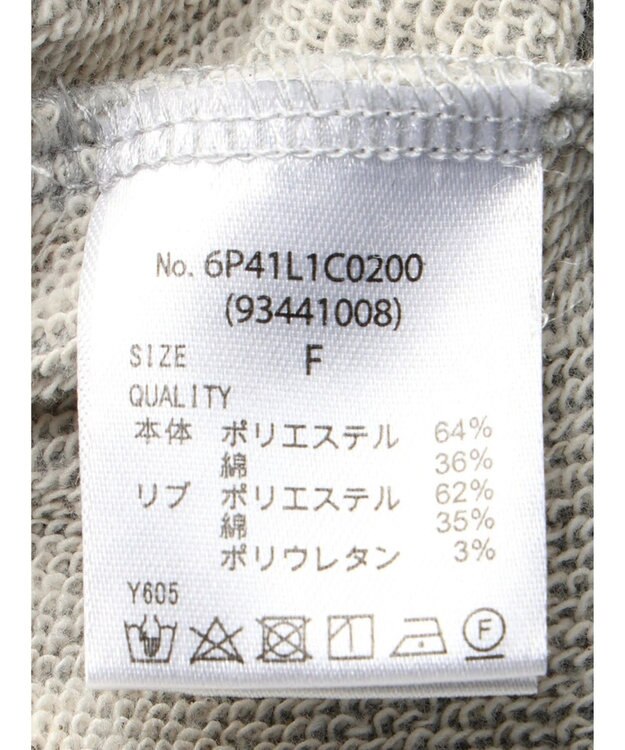 No. 6P41L1C0200
(93441008)
SIZE F
QUALITY
本体 ポリエステル 64%
綿 36%
リブ ポリエステル 62%
綿 35%
ポリウレタン 3%
Y605
F